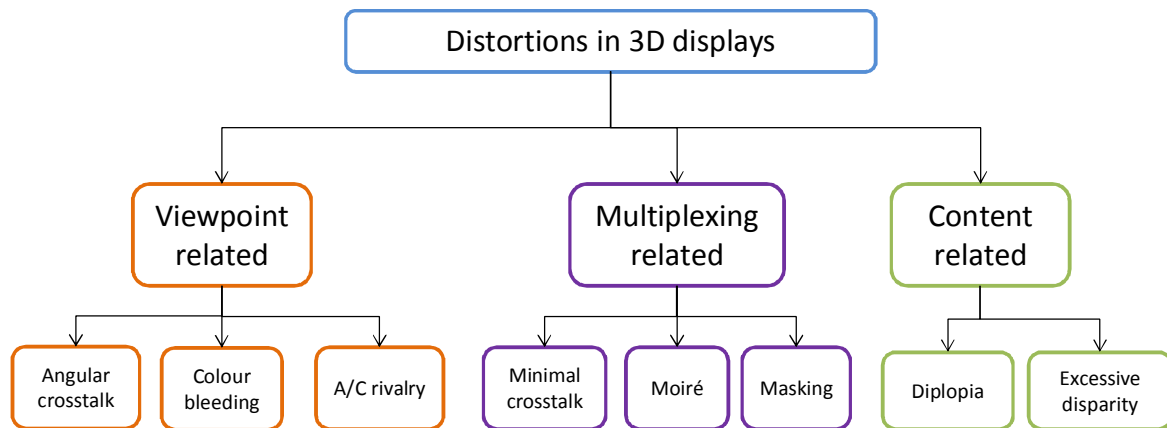 Distortions in 3D displays
Viewpoint
related
Multiplexing
related
Content
related
Angular
crosstalk
Colour
bleeding
A/C rivalry
Minimal
crosstalk
Moiré
Masking
Diplopia
Excessive
disparity